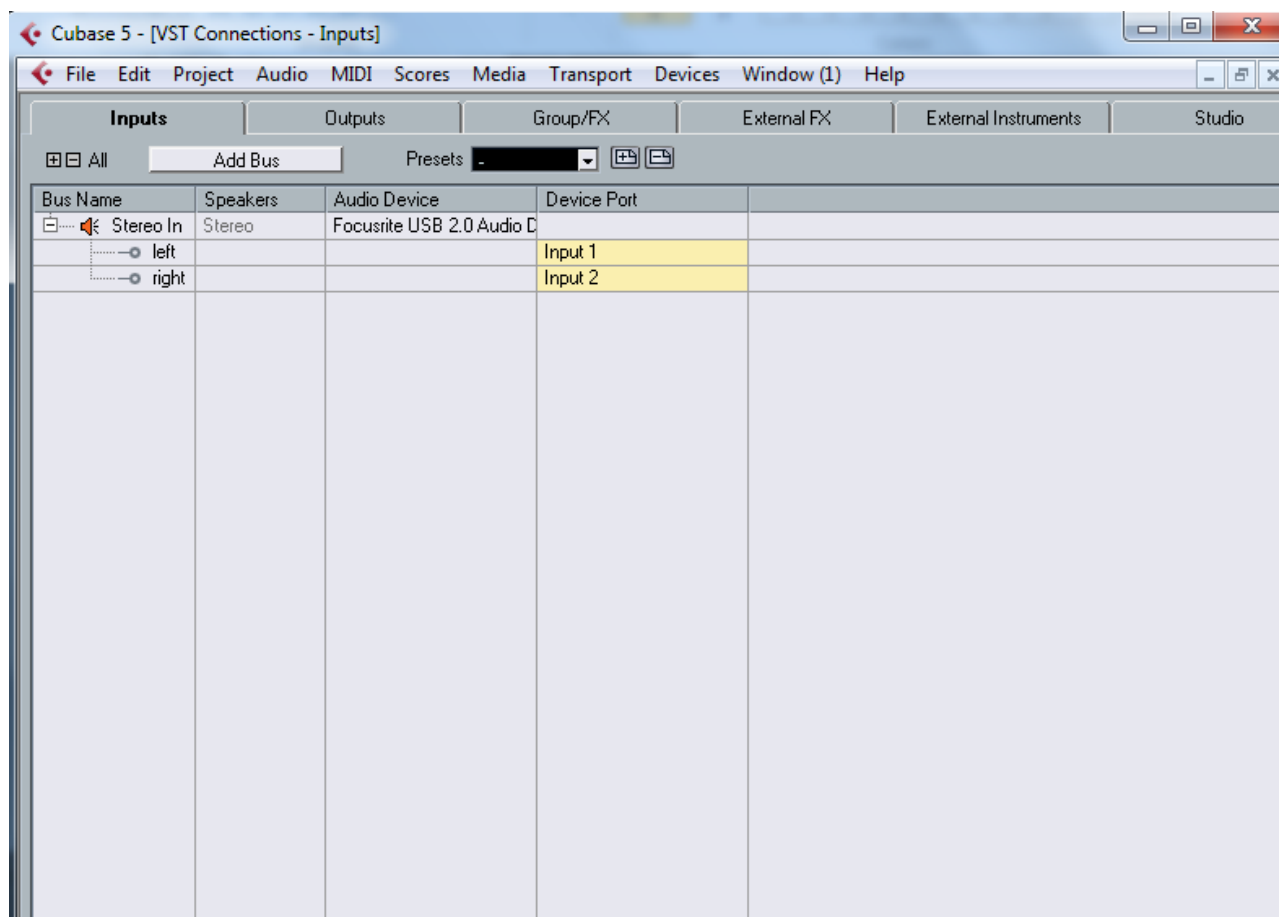 Cubase 5 - [VST Connections - Inputs]
File Edit Project Audio MIDI Scores Media Transport Devices Window (1) Help
Inputs Outputs Group/FX External FX External Instruments Studio
All Add Bus Presets -
Bus Name Speakers Audio Device Device Port
Stereo In Stereo Focusrite USB 2.0 Audio D
left Input 1
right Input 2